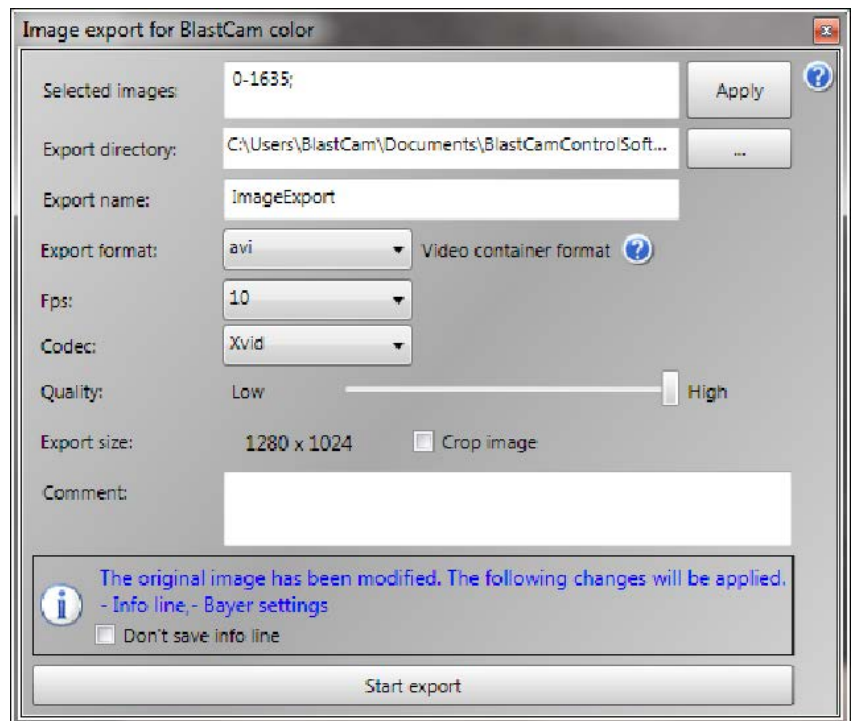 Image export for BlastCam color
Selected images: 0-1635; Apply
Export directory: C:\Users\BlastCam\Documents\BlastCamControlSoft... ...
Export name: ImageExport
Export format: avi Video container format
Fps: 10
Codec: Xvid
Quality: Low High
Export size: 1280 x 1024 Crop image
Comment:
The original image has been modified. The following changes will be applied.
- Info line,- Bayer settings
Don't save info line
Start export